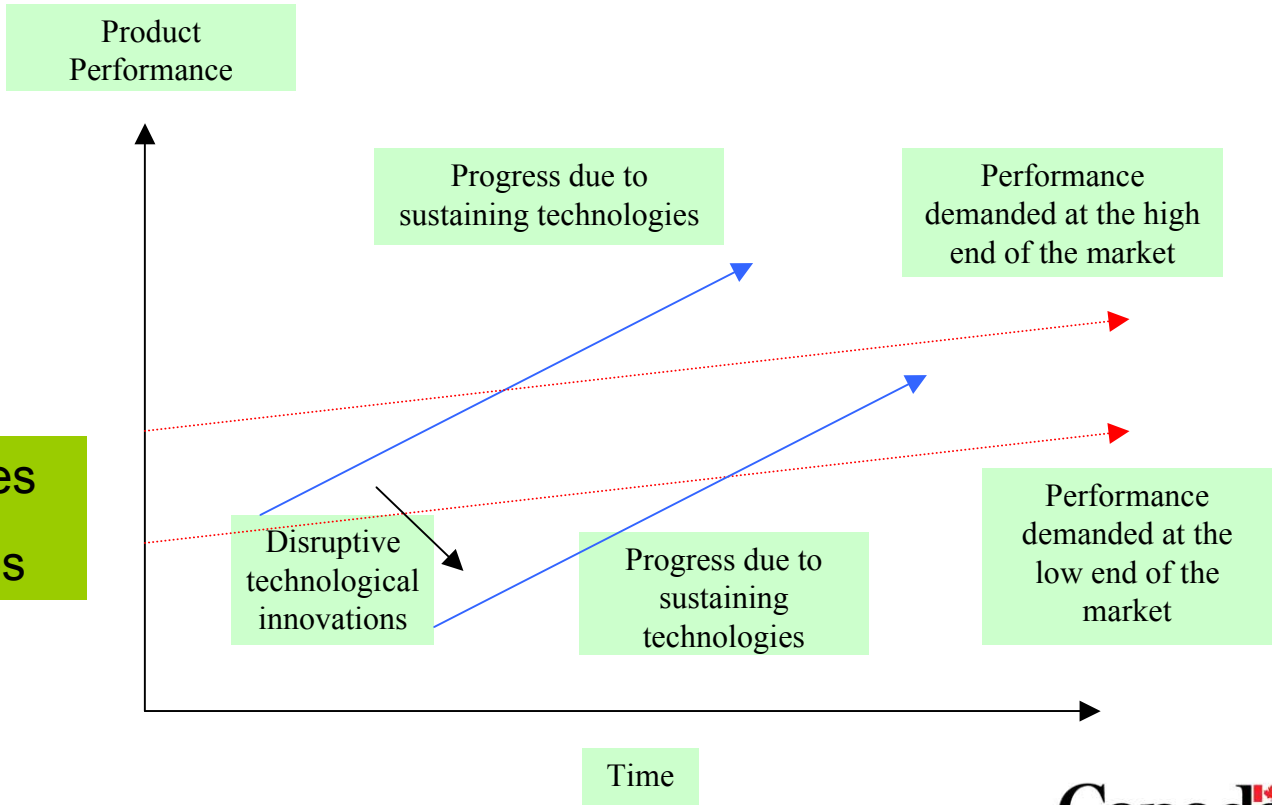 Product
Performance
Progress due to
sustaining technologies
Performance
demanded at the high
end of the market
Disruptive
technological
innovations
Progress due to
sustaining
technologies
Performance
demanded at the
low end of the
market
Time